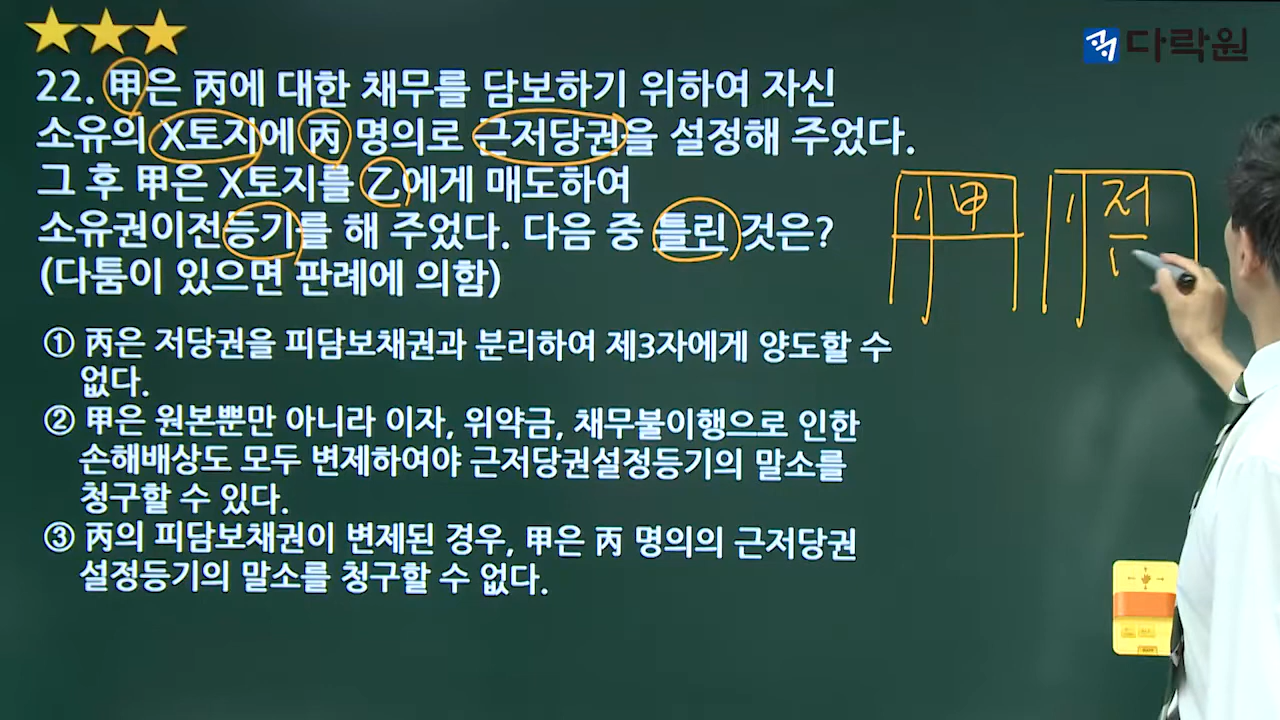 다락원
22. 甲은 丙에 대한 채무를 담보하기 위하여 자신
소유의 X토지에 丙 명의로 근저당권을 설정해 주었다.
그 후 甲은 X토지를 乙에게 매도하여
소유권이전등기를 해 주었다. 다음 중 틀린 것은?
(다툼이 있으면 판례에 의함)
① 丙은 저당권을 피담보채권과 분리하여 제3자에게 양도할 수
없다.
② 甲은 원본뿐만 아니라 이자, 위약금, 채무불이행으로 인한
손해배상도 모두 변제하여야 근저당권설정등기의 말소를
청구할 수 있다.
③ 丙의 피담보채권이 변제된 경우, 甲은 丙 명의의 근저당권
설정등기의 말소를 청구할 수 없다.
1 甲
1 저